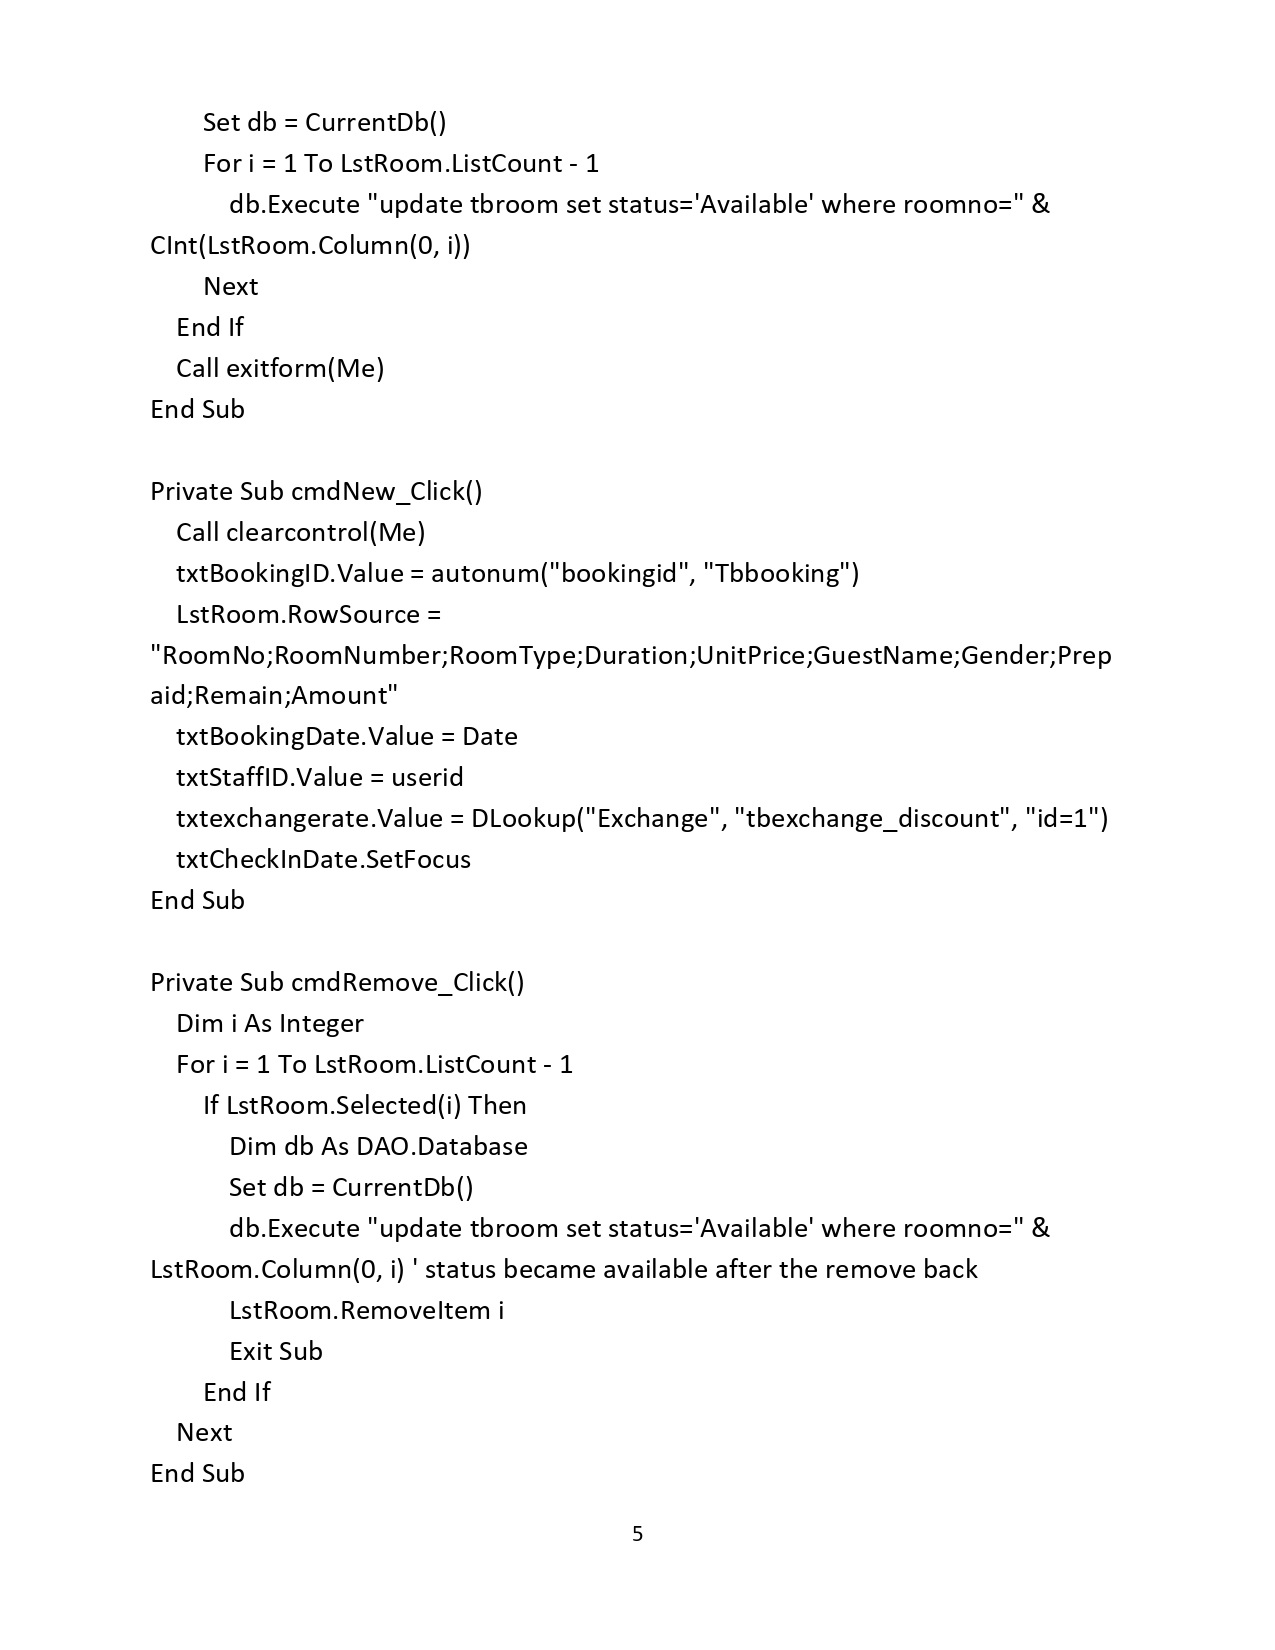 Set db = CurrentDb()
For i = 1 To LstRoom.ListCount - 1
db.Execute "update tbroom set status='Available' where roomno=" &
CInt(LstRoom.Column(0, i))
Next
End If
Call exitform(Me)
End Sub
Private Sub cmdNew_Click()
Call clearcontrol(Me)
txtBookingID.Value = autonum("bookingid", "Tbbooking")
LstRoom.RowSource =
"RoomNo;RoomNumber;RoomType;Duration;UnitPrice;GuestName;Gender;Prep
aid;Remain;Amount"
txtBookingDate.Value = Date
txtStaffID.Value = userid
txtexchangerate.Value = DLookup("Exchange", "tbexchange_discount", "id=1")
txtCheckInDate.SetFocus
End Sub
Private Sub cmdRemove_Click()
Dim i As Integer
For i = 1 To LstRoom.ListCount - 1
If LstRoom.Selected(i) Then
Dim db As DAO.Database
Set db = CurrentDb()
db.Execute "update tbroom set status='Available' where roomno=" &
LstRoom.Column(0, i) ' status became available after the remove back
LstRoom.RemoveItem i
Exit Sub
End If
Next
End Sub
5